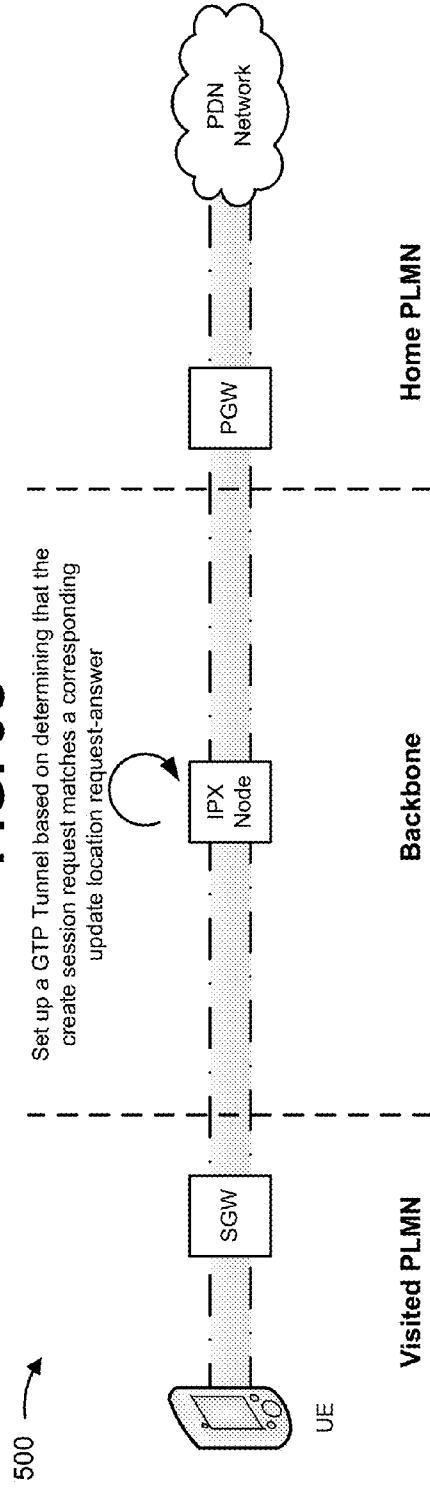 500
Set up a GTP Tunnel based on determining that the
create session request matches a corresponding
update location request-answer
UE
SGW
IPX
Node
PGW
PDN
Network
Visited PLMN
Backbone
Home PLMN